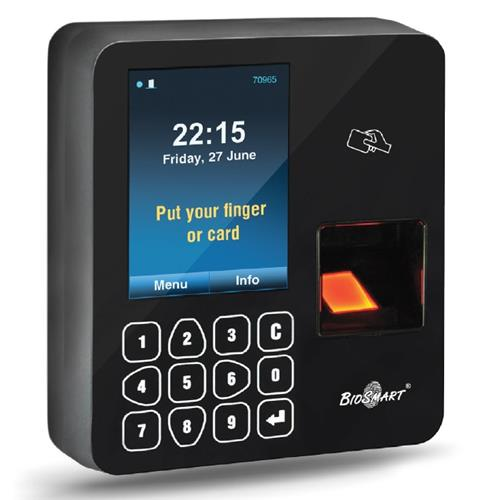 70965
22:15
Friday, 27 June
Put your finger
or card
Menu Info
1 2 3 C
4 5 6 0
7 8 9
BIOSMART®